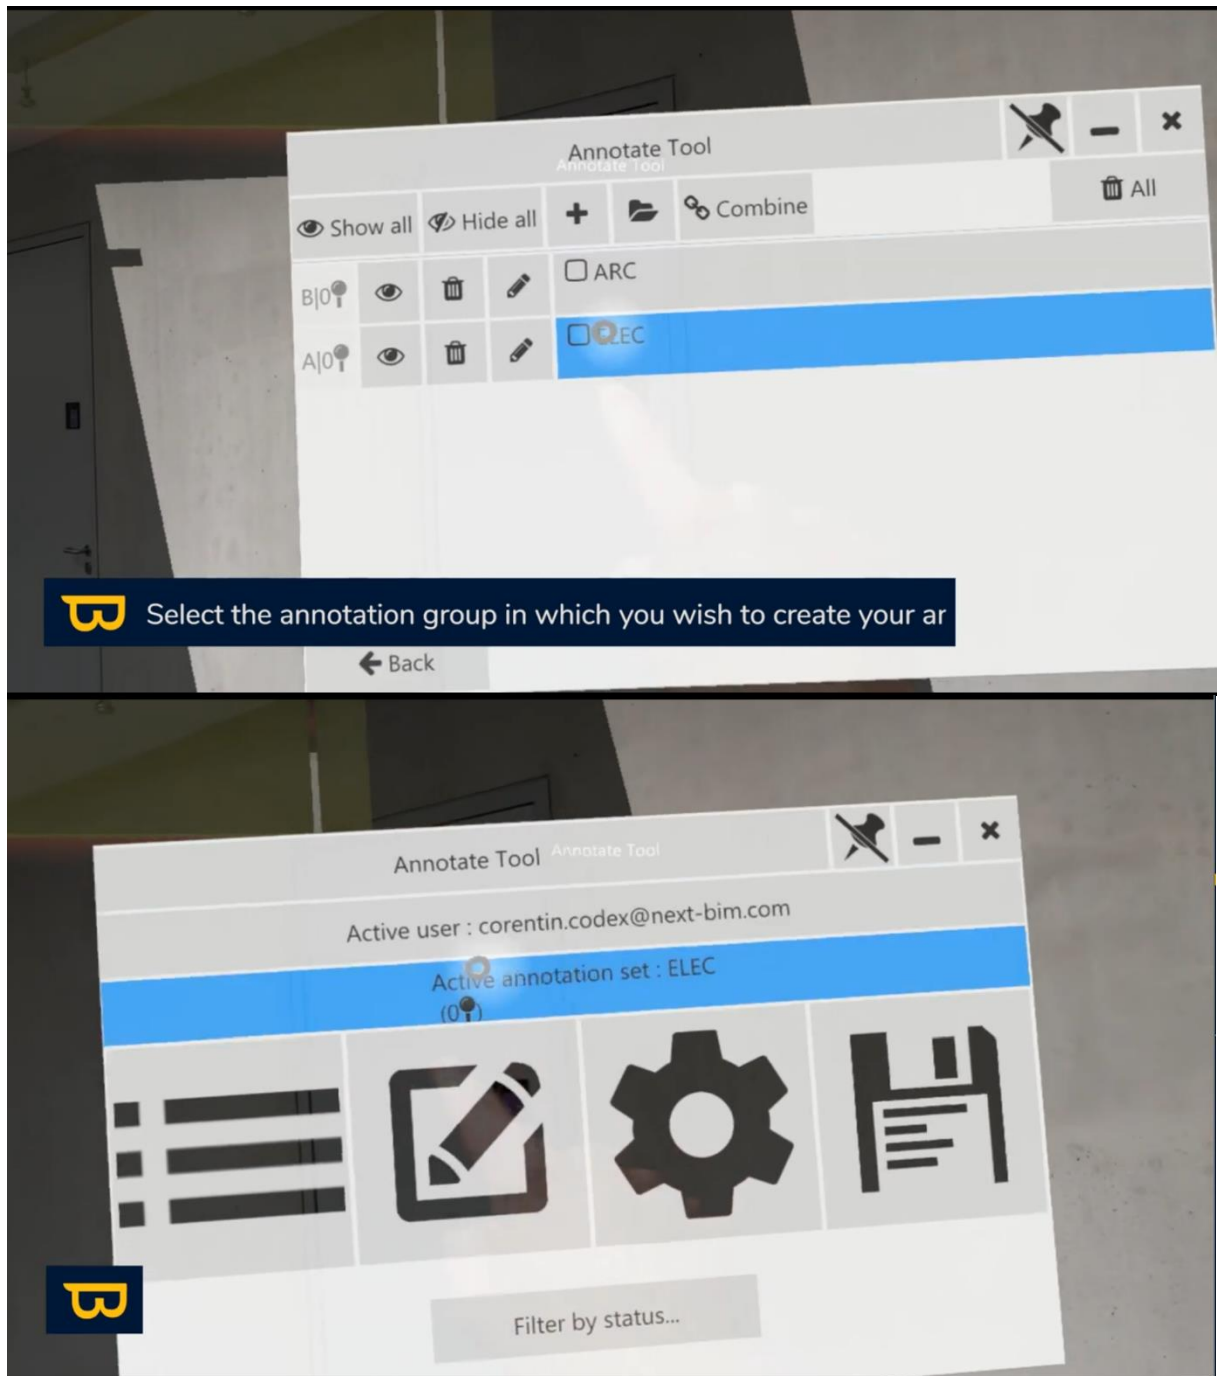 Annotate Tool
Annotate Tool
All
Show all Hide all Combine
B|0 ARC
A|0 ELEC
Select the annotation group in which you wish to create your ar
Back
Annotate Tool Annotate Tool
Active user : corentin.codex@next-bim.com
Active annotation set : ELEC
(0)
Filter by status...